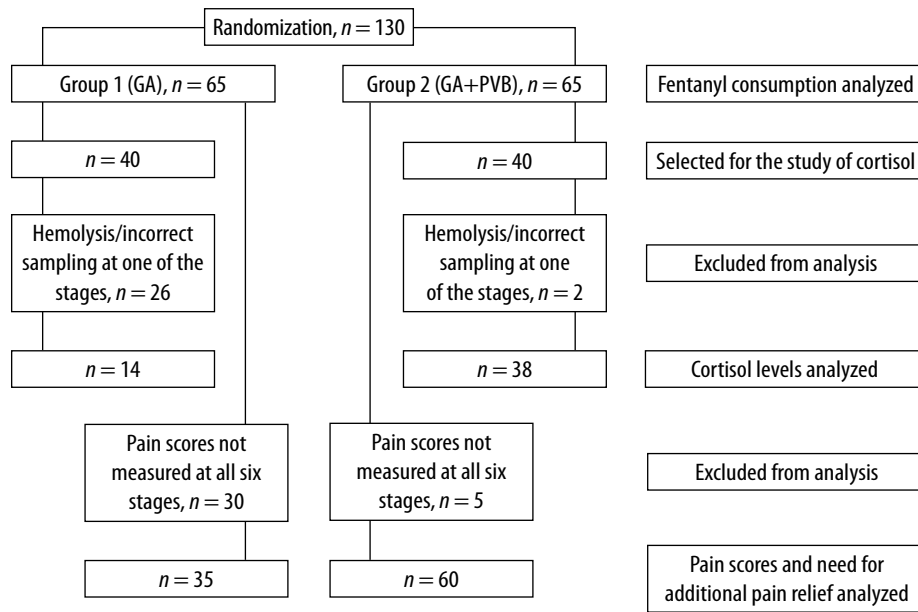 Randomization, n = 130
Group 1 (GA), n = 65
Group 2 (GA+PVB), n = 65
Fentanyl consumption analyzed
n = 40
n = 40
Selected for the study of cortisol
Hemolysis/incorrect
sampling at one of the
stages, n = 26
Hemolysis/incorrect
sampling at one
of the stages, n = 2
Excluded from analysis
n = 14
n = 38
Cortisol levels analyzed
Pain scores not
measured at all six
stages, n = 30
Pain scores not
measured at all six
stages, n = 5
Excluded from analysis
n = 35
n = 60
Pain scores and need for
additional pain relief analyzed